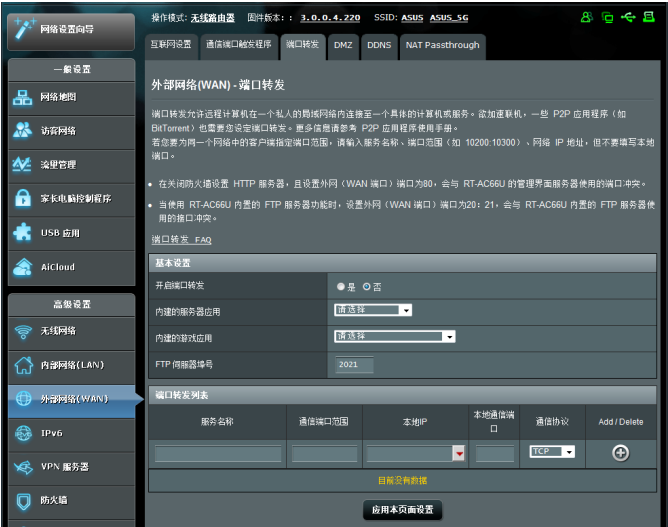 网络设置向导
操作模式: 无线路由器 固件版本: : 3.0.0.4.220 SSID: ASUS ASUS_5G
互联网设置 通信端口触发程序 端口转发 DMZ DDNS NAT Passthrough
一般设置
网络地图
访客网络
流量管理
家长电脑控制程序
USB 应用
AiCloud
高级设置
无线网络
内部网络(LAN)
外部网络(WAN)
IPv6
VPN 服务器
防火墙
外部网络(WAN) - 端口转发
端口转发允许远程计算机在一个私人的局域网络内连接至一个具体的计算机或服务。欲加速联机，一些 P2P 应用程序（如
BitTorrent）也需要您设定端口转发。更多信息请参考 P2P 应用程序使用手册。
若您要为同一个网络中的客户端指定端口范围，请输入服务名称、端口范围（如 10200:10300）、网络 IP 地址，但不要填写本地
端口。
• 在关闭防火墙设置 HTTP 服务器，且设置外网（WAN 端口）端口为80，会与 RT-AC66U 的管理界面服务器使用的端口冲突。
• 当使用 RT-AC66U 内置的 FTP 服务器功能时，设置外网（WAN 端口）端口为20：21，会与 RT-AC66U 内置的 FTP 服务器使
用的接口冲突。
端口转发 FAQ
基本设置
开启端口转发 是 否
内建的服务器应用 请选择
内建的游戏应用 请选择
FTP 伺服器埠号 2021
端口转发列表
服务名称 通信端口范围 本地IP 本地通信端口 通信协议 Add / Delete
TCP
目前没有数据
应用本页面设置